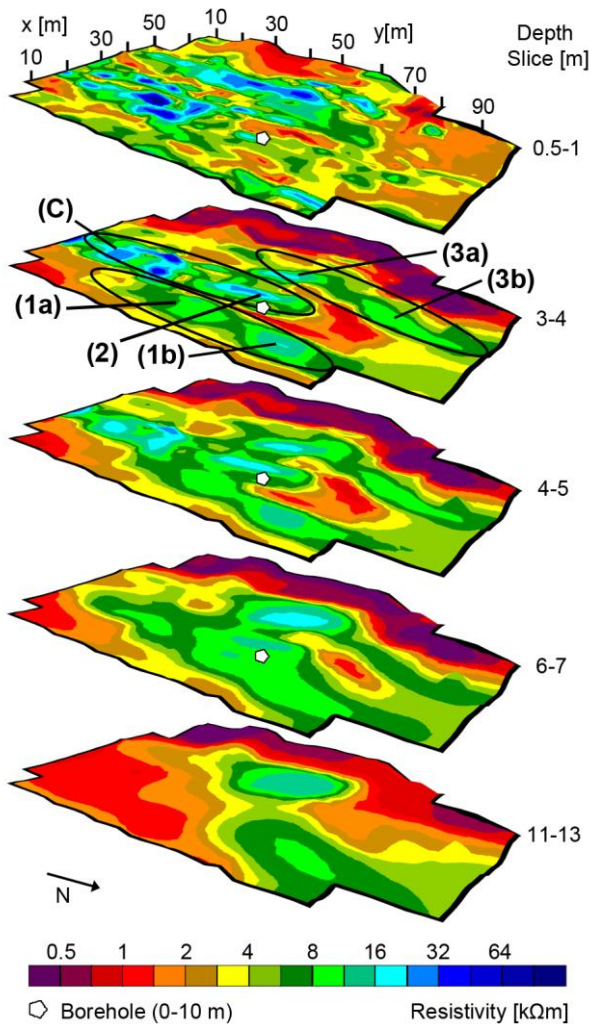 x [m] y[m] Depth
Slice [m]
10 30 50 10 30 50 70 90
0.5-1
(C)
(3a)
(3b)
(1a)
(2)
(1b)
3-4
4-5
6-7
11-13
N
0.5 1 2 4 8 16 32 64
Borehole (0-10 m) Resistivity [kΩm]